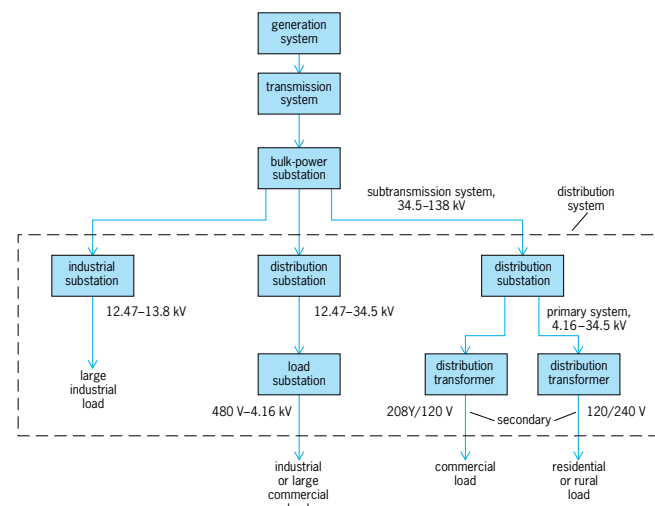 generation
system
transmission
system
bulk-power
substation
subtransmission system,
34.5–138 kV
distribution
system
industrial
substation
distribution
substation
distribution
substation
12.47–13.8 kV
12.47–34.5 kV
primary system,
4.16–34.5 kV
large
industrial
load
load
substation
distribution
transformer
distribution
transformer
480 V–4.16 kV
208Y/120 V
secondary
120/240 V
industrial
or large
commercial
commercial
load
residential
or rural
load